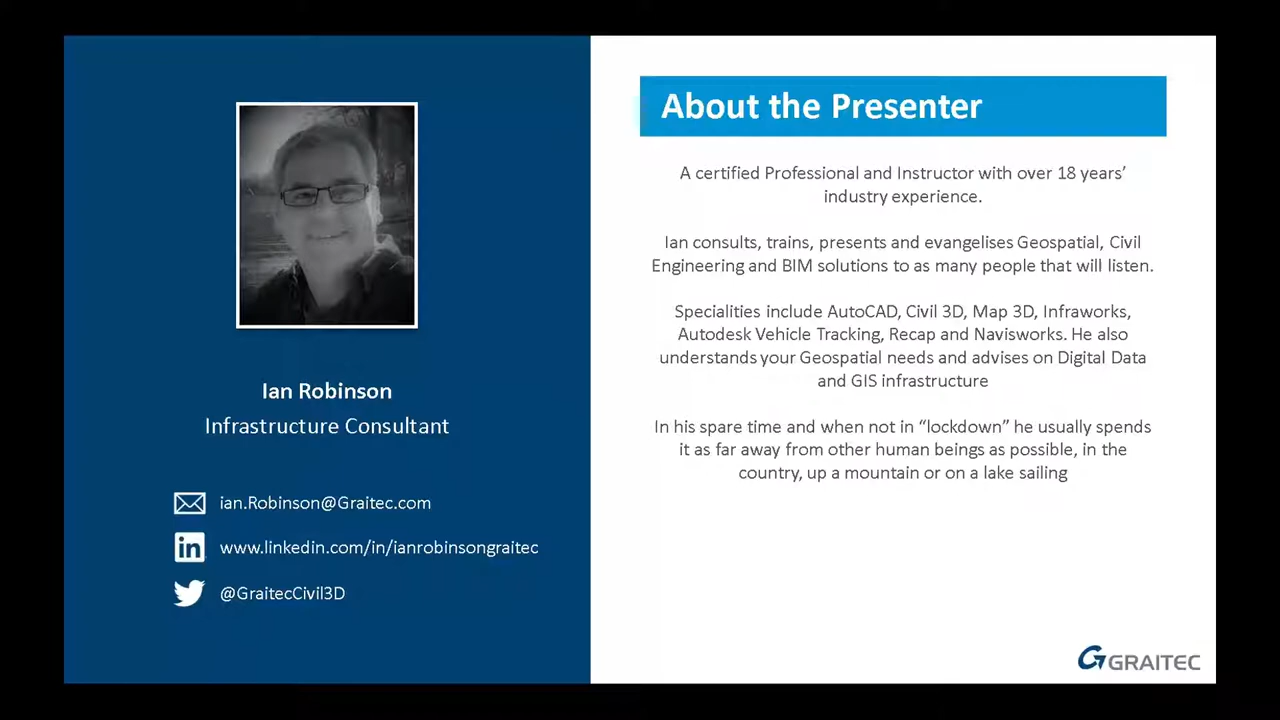 Ian Robinson
Infrastructure Consultant
ian.Robinson@Graitec.com
in
www.linkedin.com/in/ianrobinsongraitec
@GraitecCivil3D
About the Presenter
A certified Professional and Instructor with over 18 years’
industry experience.
Ian consults, trains, presents and evangelises Geospatial, Civil
Engineering and BIM solutions to as many people that will listen.
Specialities include AutoCAD, Civil 3D, Map 3D, Infraworks,
Autodesk Vehicle Tracking, Recap and Navisworks. He also
understands your Geospatial needs and advises on Digital Data
and GIS infrastructure
In his spare time and when not in “lockdown” he usually spends
it as far away from other human beings as possible, in the
country, up a mountain or on a lake sailing
GRAITEC